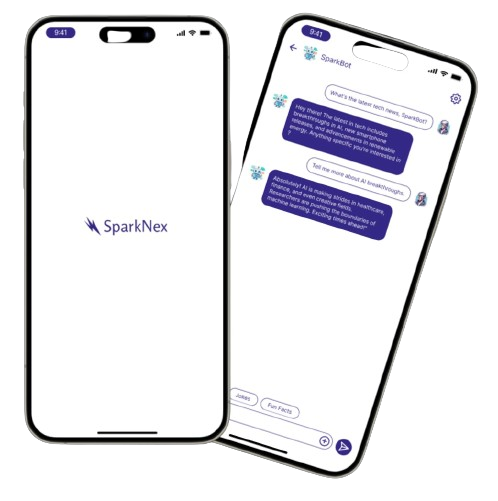 9:41
SparkNex
9:41
SparkBot
What's the latest tech news, SparkBot?
Hey there! The latest in tech includes
breakthroughs in AI, new smartphone
releases, and advancements in renewable
energy. Anything specific you're interested in
?
Tell me more about AI breakthroughs.
Absolutely! AI is making strides in healthcare,
finance, and even creative fields.
Researchers are pushing the boundaries of
machine learning. Exciting times ahead!"
Jokes
Fun Facts